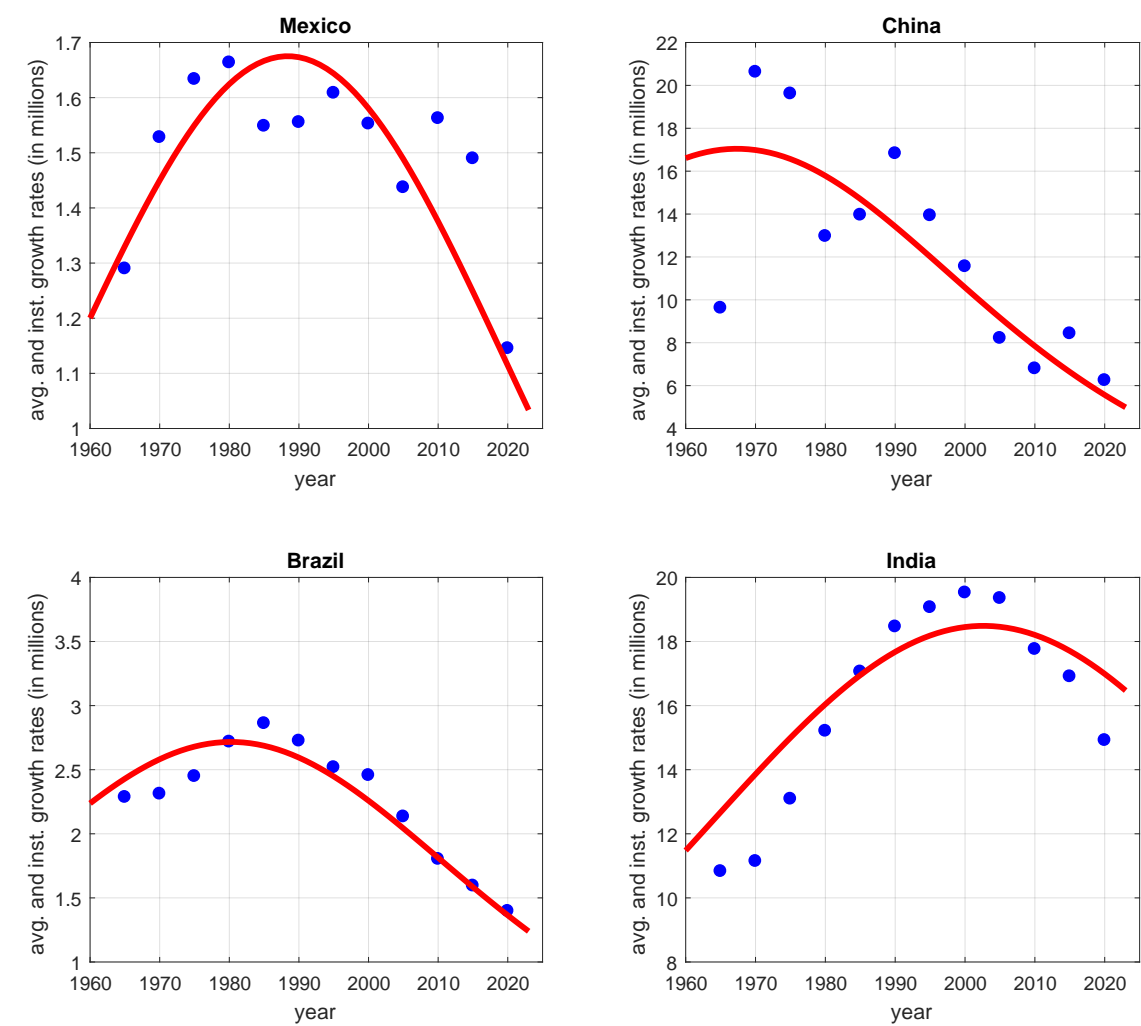 Mexico
avg. and inst. growth rates (in millions)
1.7
1.6
1.5
1.4
1.3
1.2
1.1
1
1960 1970 1980 1990 2000 2010 2020
year
China
avg. and inst. growth rates (in millions)
22
20
18
16
14
12
10
8
6
4
1960 1970 1980 1990 2000 2010 2020
year
Brazil
avg. and inst. growth rates (in millions)
4
3.5
3
2.5
2
1.5
1
1960 1970 1980 1990 2000 2010 2020
year
India
avg. and inst. growth rates (in millions)
20
18
16
14
12
10
8
1960 1970 1980 1990 2000 2010 2020
year